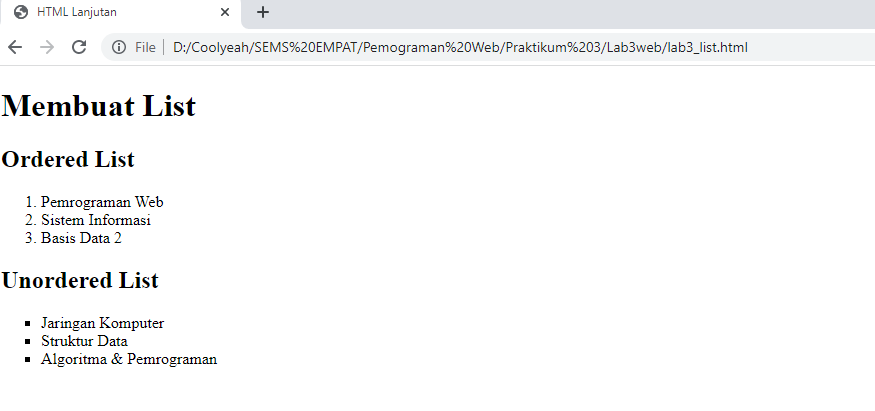 HTML Lanjutan
File | D:/Coolyeah/SEMS%20EMPAT/Pemograman%20Web/Praktikum%203/Lab3web/lab3_list.html
Membuat List
Ordered List
1. Pemrograman Web
2. Sistem Informasi
3. Basis Data 2
Unordered List
▪ Jaringan Komputer
▪ Struktur Data
▪ Algoritma & Pemrograman